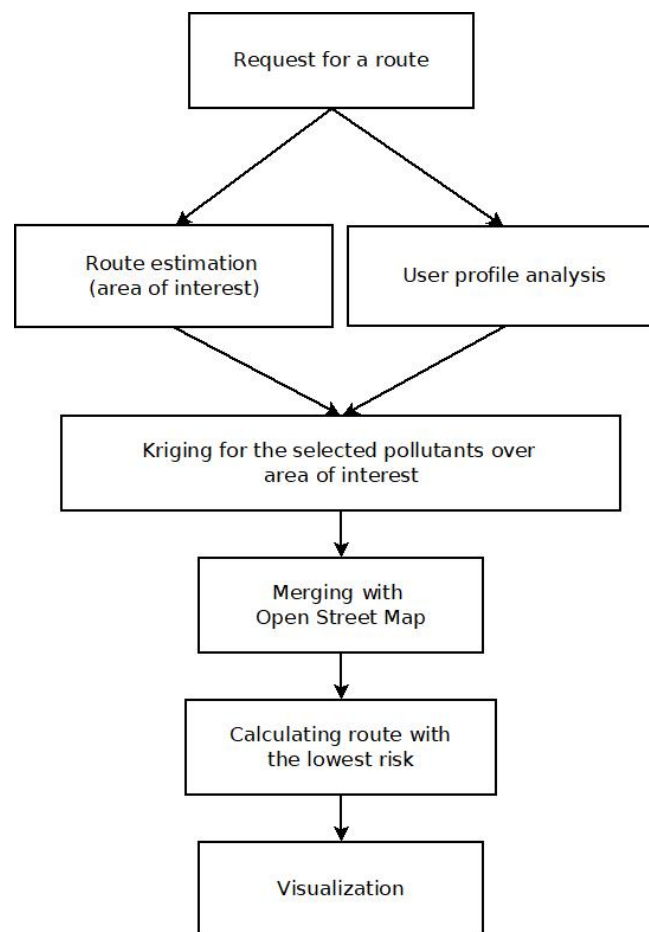 Request for a route
Route estimation
(area of interest)
User profile analysis
Kriging for the selected pollutants over
area of interest
Merging with
Open Street Map
Calculating route with
the lowest risk
Visualization